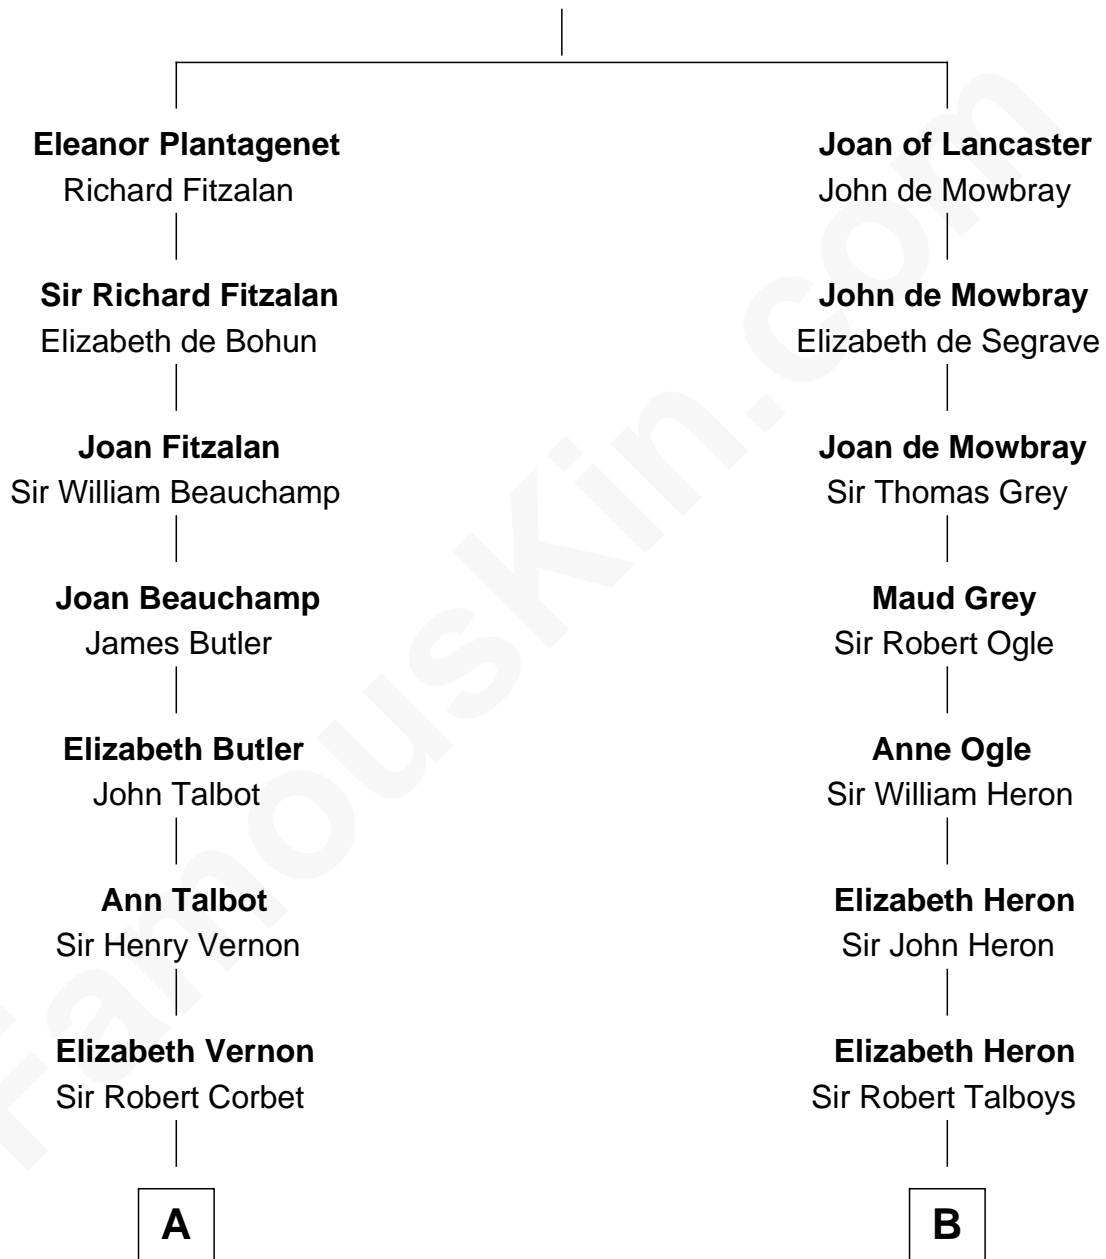 Eleanor Plantagenet
Richard Fitzalan
Sir Richard Fitzalan
Elizabeth de Bohun
Joan Fitzalan
Sir William Beauchamp
Joan Beauchamp
James Butler
Elizabeth Butler
John Talbot
Ann Talbot
Sir Henry Vernon
Elizabeth Vernon
Sir Robert Corbet
A
Joan of Lancaster
John de Mowbray
John de Mowbray
Elizabeth de Segrave
Joan de Mowbray
Sir Thomas Grey
Maud Grey
Sir Robert Ogle
Anne Ogle
Sir William Heron
Elizabeth Heron
Sir John Heron
Elizabeth Heron
Sir Robert Talboys
B
FamousKin.com